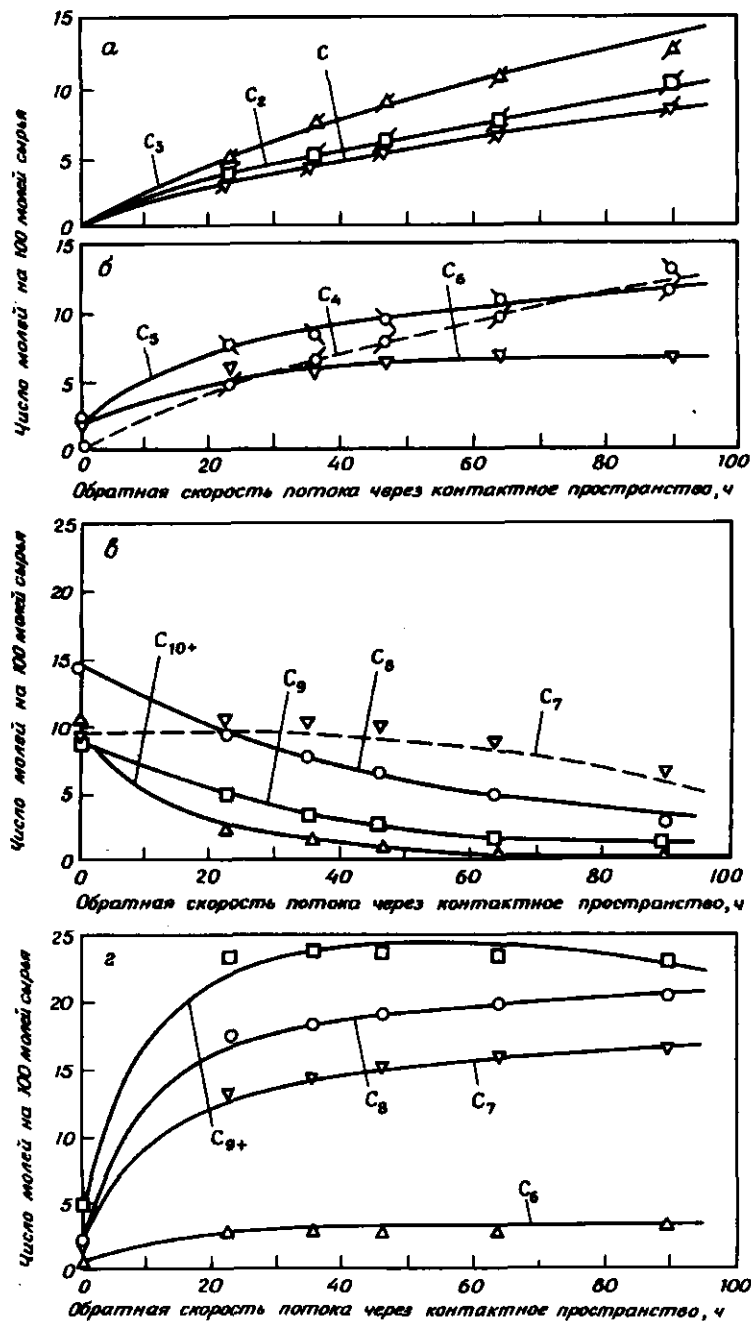 15
a
C
C₂
10
5
C₃
0
Число молей на 100 молей сырья
15
б
C₄
C₆
10
C₅
5
0
0 20 40 60 80 100
Обратная скорость потока через контактное пространство, ч
25
в
20
15
C₁₀₊
C₉
C₈
C₇
10
5
0
Число молей на 100 молей сырья
0 20 40 60 80 100
Обратная скорость потока через контактное пространство, ч
25
г
20
15
C₈
C₇
10
C₉₊
5
C₆
0
Число молей на 100 молей сырья
0 20 40 60 80 100
Обратная скорость потока через контактное пространство, ч